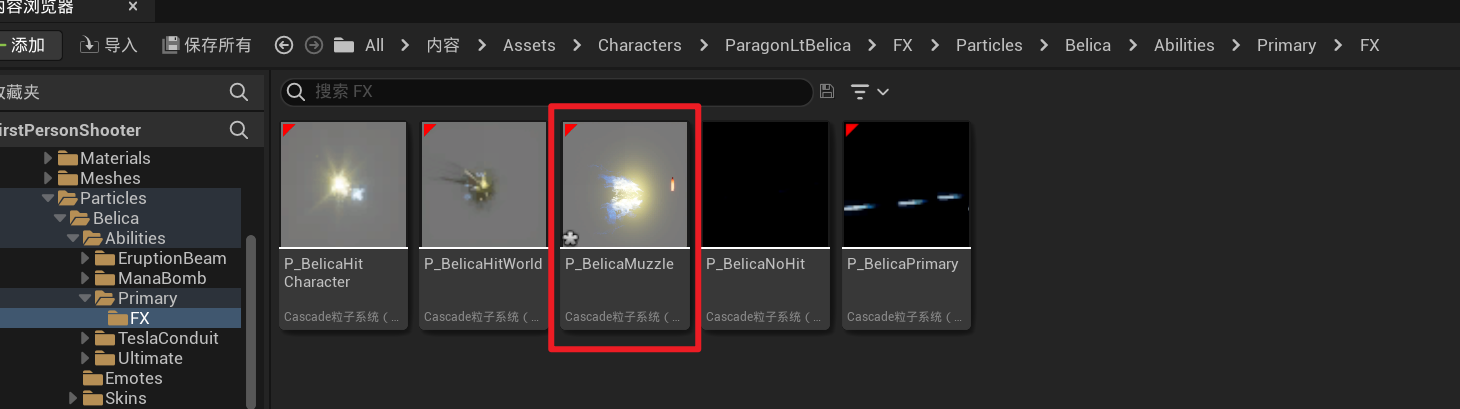 内容浏览器 ×
添加 导入 保存所有 All > 内容 > Assets > Characters > ParagonLtBelica > FX > Particles > Belica > Abilities > Primary > FX
收藏夹
搜索 FX
irstPersonShooter
Materials
Meshes
Particles
Belica
Abilities
EruptionBeam
ManaBomb
Primary
FX
TeslaConduit
Ultimate
Emotes
Skins
P_BelicaHit
Character
Cascade粒子系统（...
P_BelicaHitWorld
Cascade粒子系统（...
P_BelicaMuzzle
Cascade粒子系统（...
P_BelicaNoHit
Cascade粒子系统（...
P_BelicaPrimary
Cascade粒子系统（...